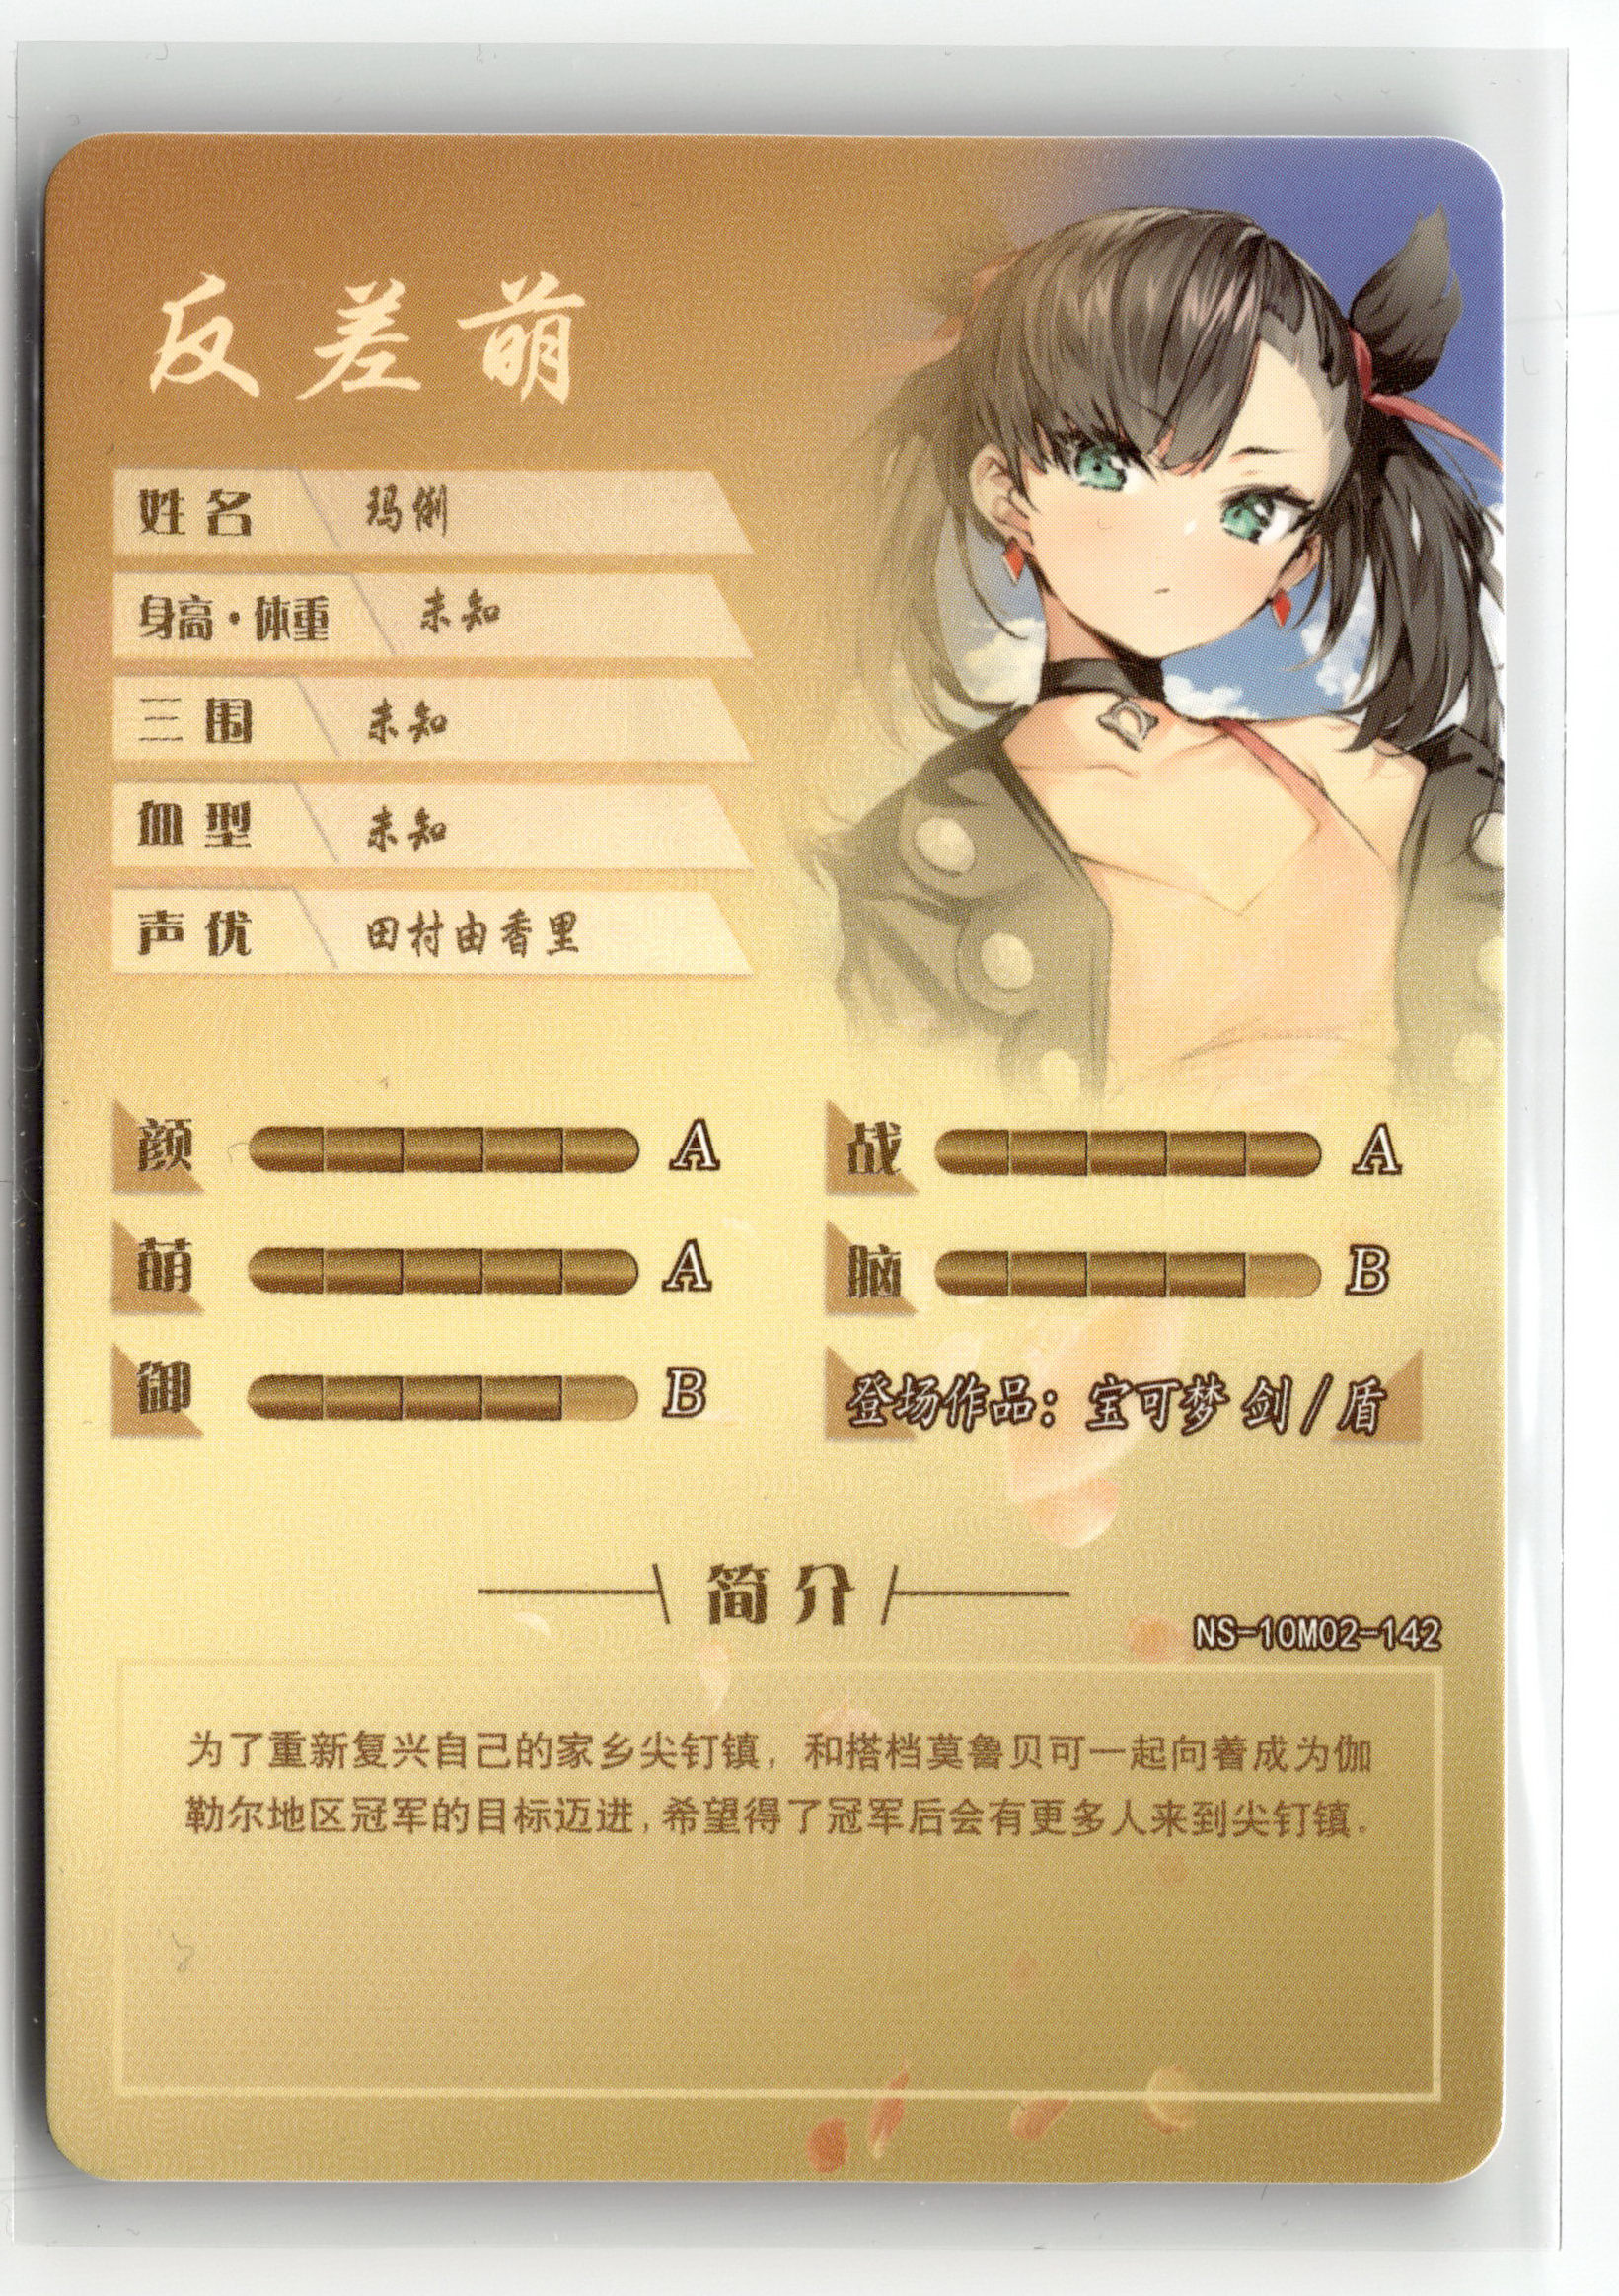 反差萌
姓名 玛俐
身高·体重 未知
三围 未知
血型 未知
声优 田村由香里
颜 A
战 A
萌 A
脑 B
御 B
登场作品：宝可梦 剑/盾
简介
NS-10M02-142
为了重新复兴自己的家乡尖钉镇，和搭档莫鲁贝可一起向着成为伽
勒尔地区冠军的目标迈进,希望得了冠军后会有更多人来到尖钉镇.